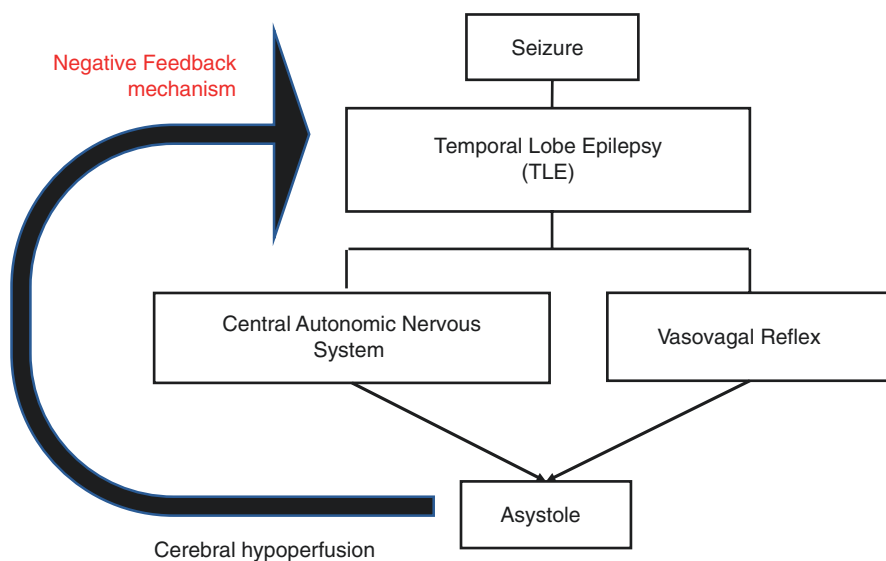 Negative Feedback
mechanism
Seizure
Temporal Lobe Epilepsy
(TLE)
Central Autonomic Nervous
System
Vasovagal Reflex
Asystole
Cerebral hypoperfusion